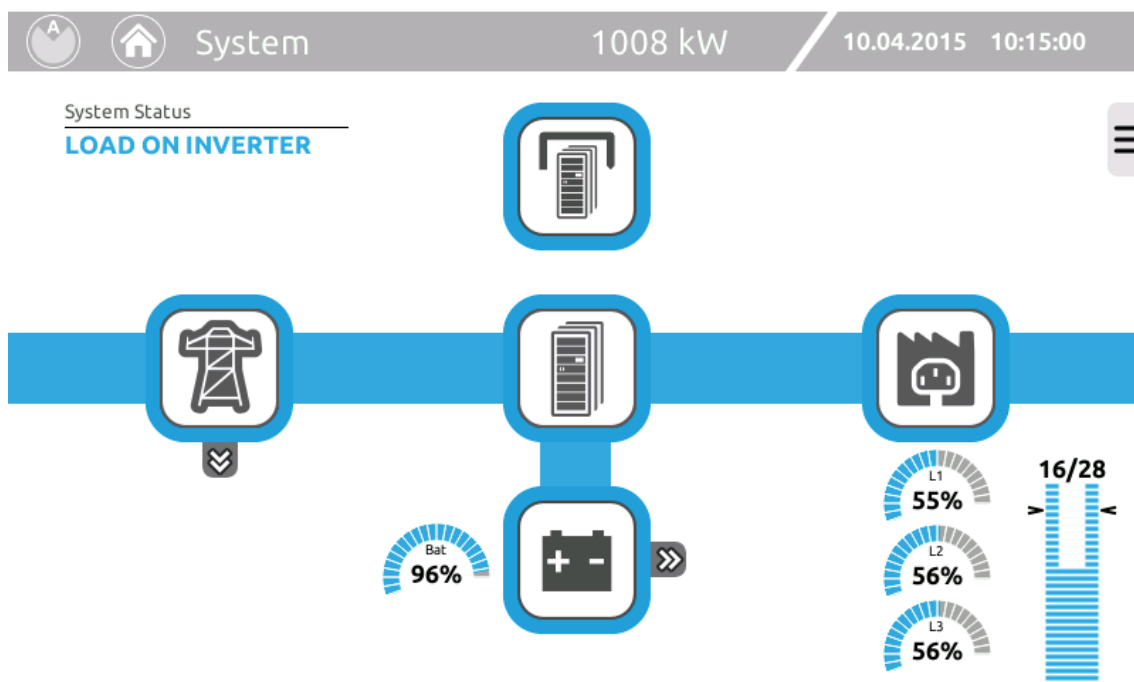 A
System
1008 kW
10.04.2015 10:15:00
System Status
LOAD ON INVERTER
L1
55%
16/28
Bat
96%
L2
56%
L3
56%